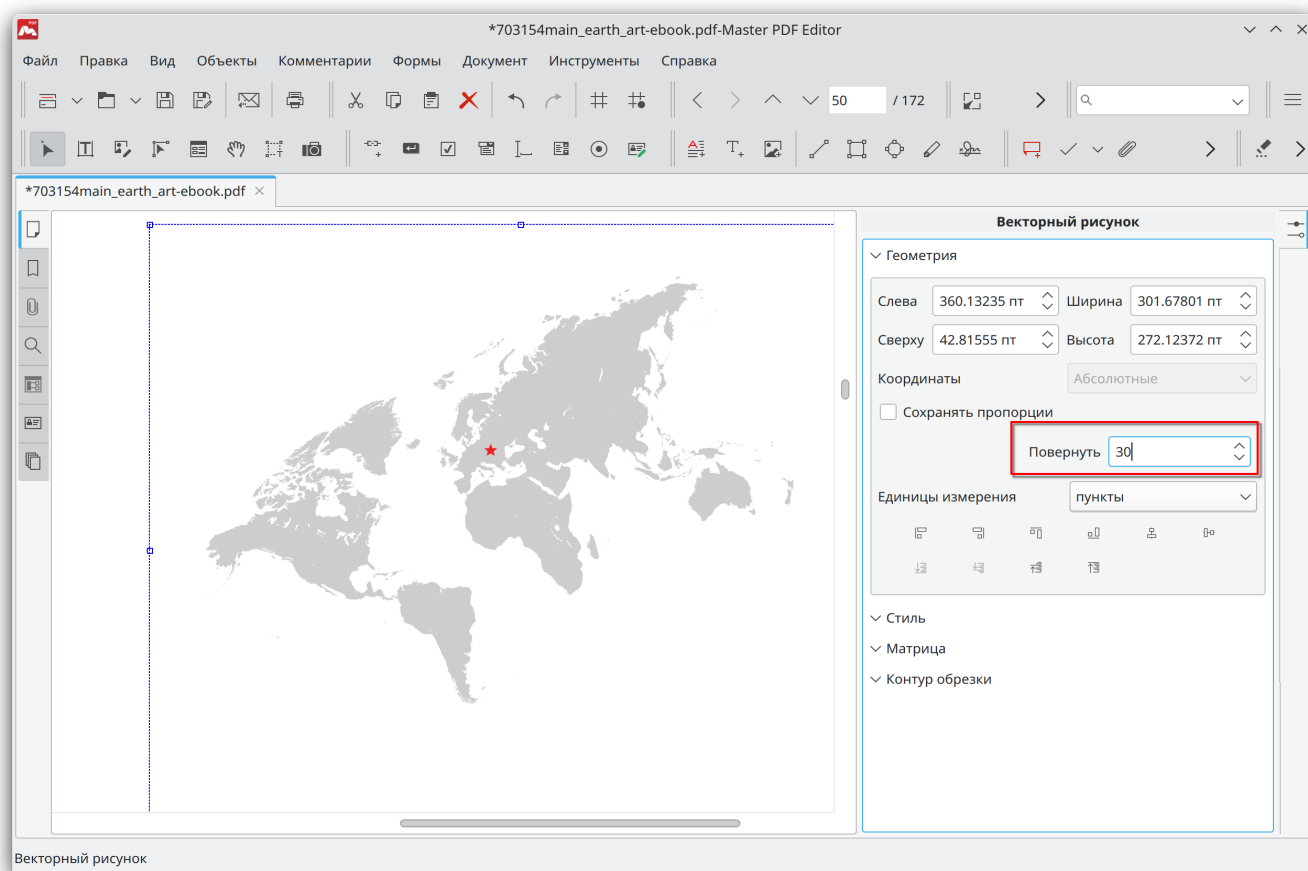 *703154main_earth_art-ebook.pdf-Master PDF Editor
Файл Правка Вид Объекты Комментарии Формы Документ Инструменты Справка
50 / 172
*703154main_earth_art-ebook.pdf
Векторный рисунок
Геометрия
Слева 360.13235 пт Ширина 301.67801 пт
Сверху 42.81555 пт Высота 272.12372 пт
Координаты Абсолютные
Сохранять пропорции
Повернуть 30
Единицы измерения пункты
Стиль
Матрица
Контур обрезки
Векторный рисунок